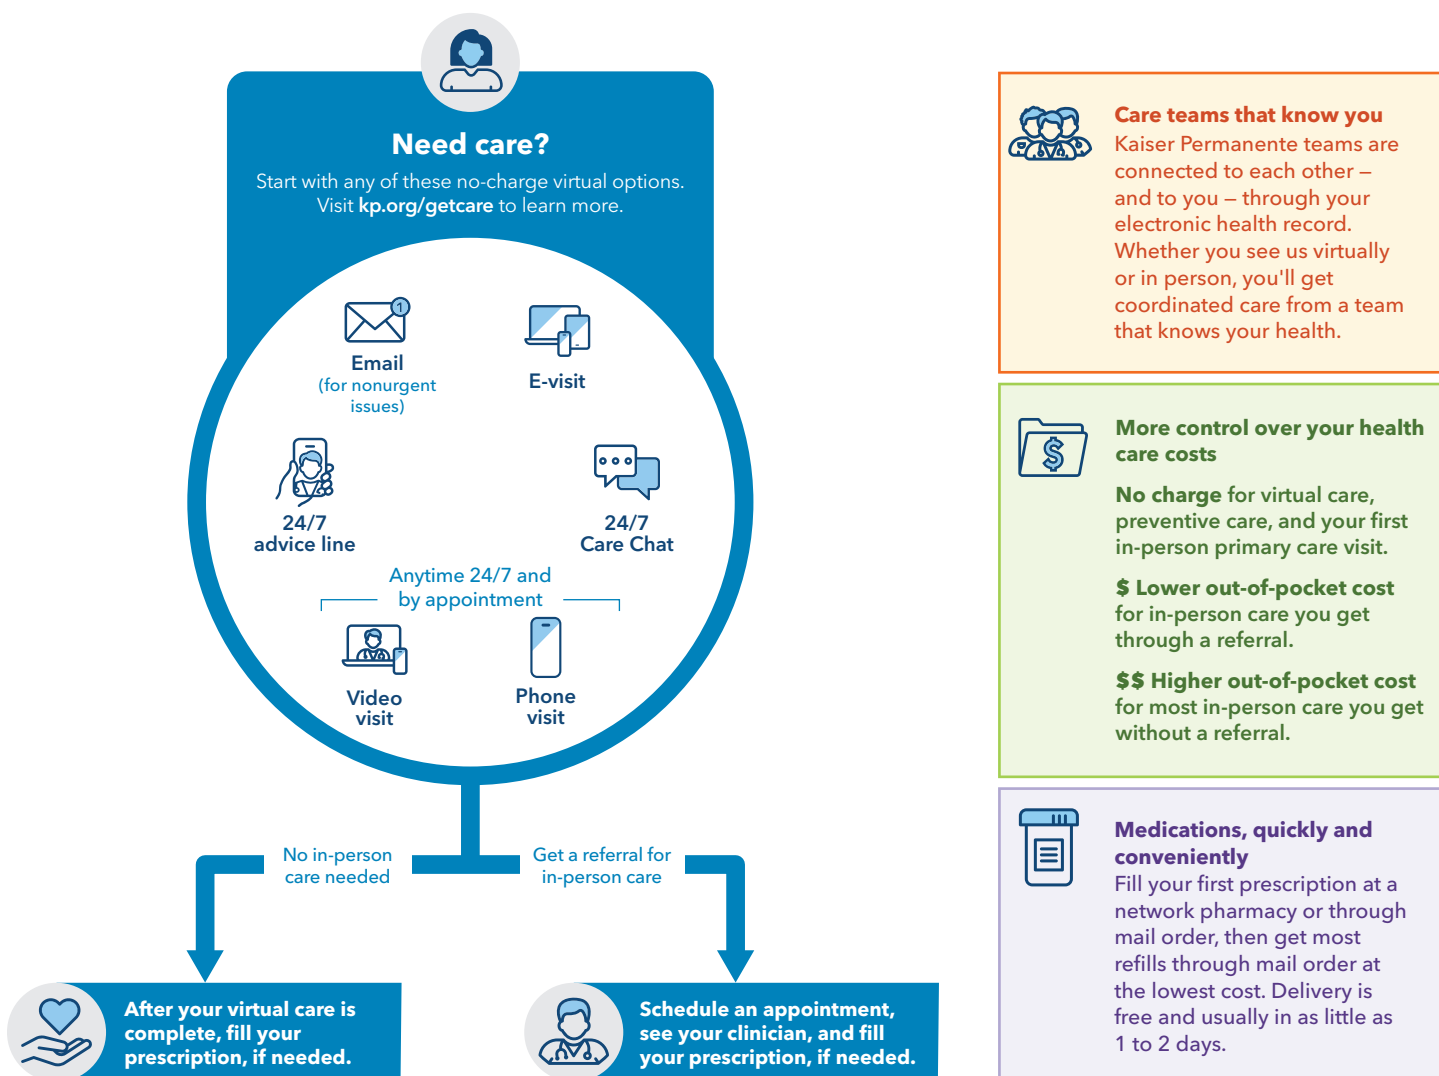 Need care?
Start with any of these no-charge virtual options.
Visit kp.org/getcare to learn more.
1
Email
(for nonurgent
issues)
E-visit
24/7
advice line
24/7
Care Chat
Anytime 24/7 and
by appointment
Video
visit
Phone
visit
No in-person
care needed
Get a referral for
in-person care
After your virtual care is
complete, fill your
prescription, if needed.
Schedule an appointment,
see your clinician, and fill
your prescription, if needed.
Care teams that know you
Kaiser Permanente teams are
connected to each other –
and to you – through your
electronic health record.
Whether you see us virtually
or in person, you'll get
coordinated care from a team
that knows your health.
$
More control over your health
care costs
No charge for virtual care,
preventive care, and your first
in-person primary care visit.
$ Lower out-of-pocket cost
for in-person care you get
through a referral.
$$ Higher out-of-pocket cost
for most in-person care you get
without a referral.
Medications, quickly and
conveniently
Fill your first prescription at a
network pharmacy or through
mail order, then get most
refills through mail order at
the lowest cost. Delivery is
free and usually in as little as
1 to 2 days.